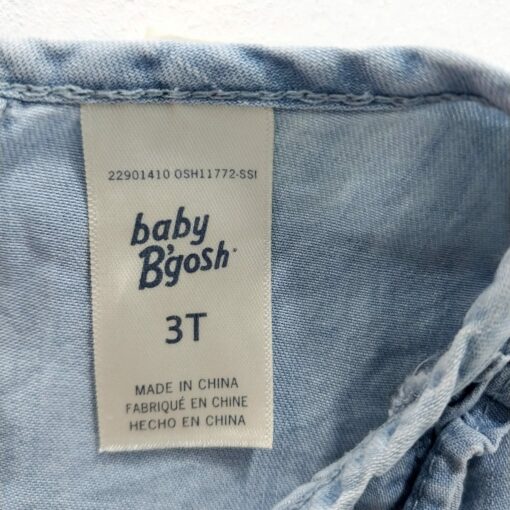 22901410 OSH11772-SSI
baby
B'gosh
3T
MADE IN CHINA
FABRIQUÉ EN CHINE
HECHO EN CHINA